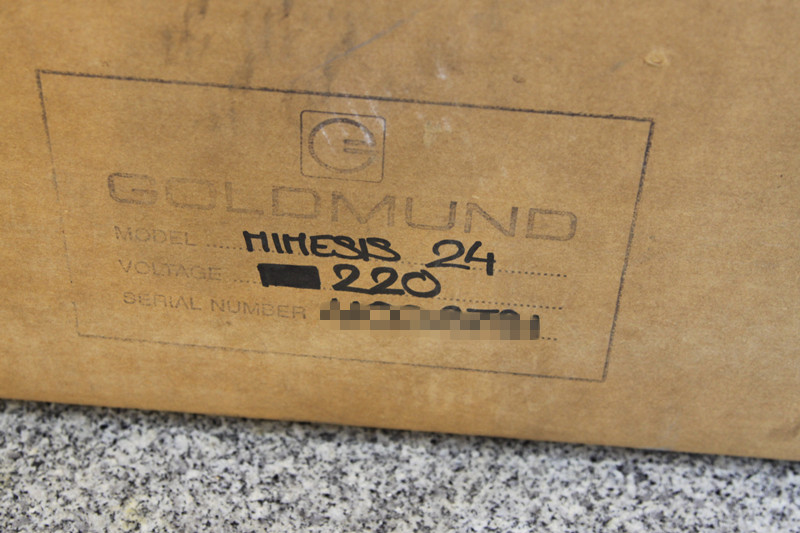 GOLDMUND
MODEL ...... MIMESIS 24
VOLTAGE 220
SERIAL NUMBER